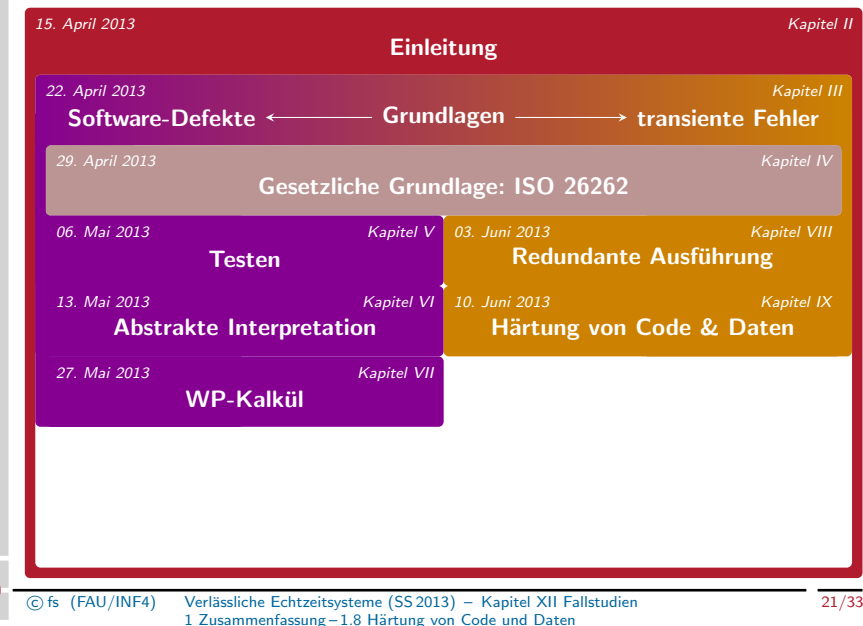 15. April 2013 Kapitel II
Einleitung
22. April 2013 Kapitel III
Software-Defekte ← Grundlagen → transiente Fehler
29. April 2013 Kapitel IV
Gesetzliche Grundlage: ISO 26262
06. Mai 2013 Kapitel V
Testen
03. Juni 2013 Kapitel VIII
Redundante Ausführung
13. Mai 2013 Kapitel VI
Abstrakte Interpretation
10. Juni 2013 Kapitel IX
Härtung von Code & Daten
27. Mai 2013 Kapitel VII
WP-Kalkül
© fs (FAU/INF4) Verlässliche Echtzeitsysteme (SS 2013) – Kapitel XII Fallstudien 21/33
1 Zusammenfassung – 1.8 Härtung von Code und Daten